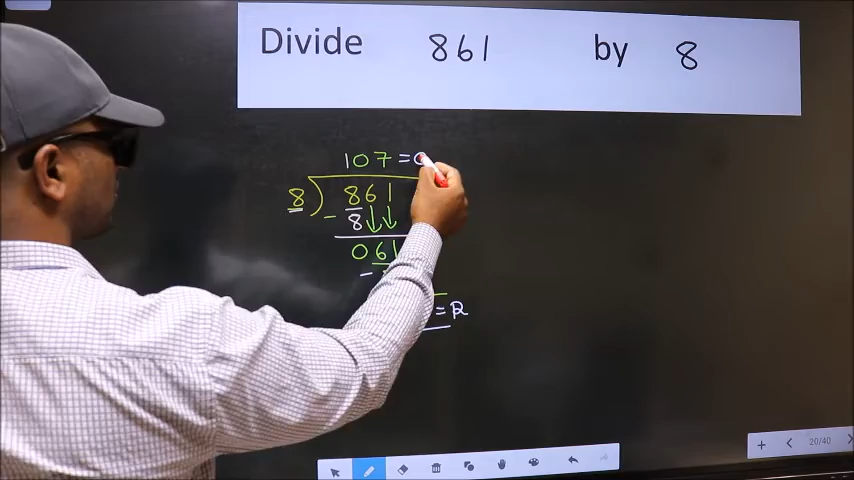 Divide 861 by 8
107 =
8 ) 861
- 8
061
-
= R
20/40